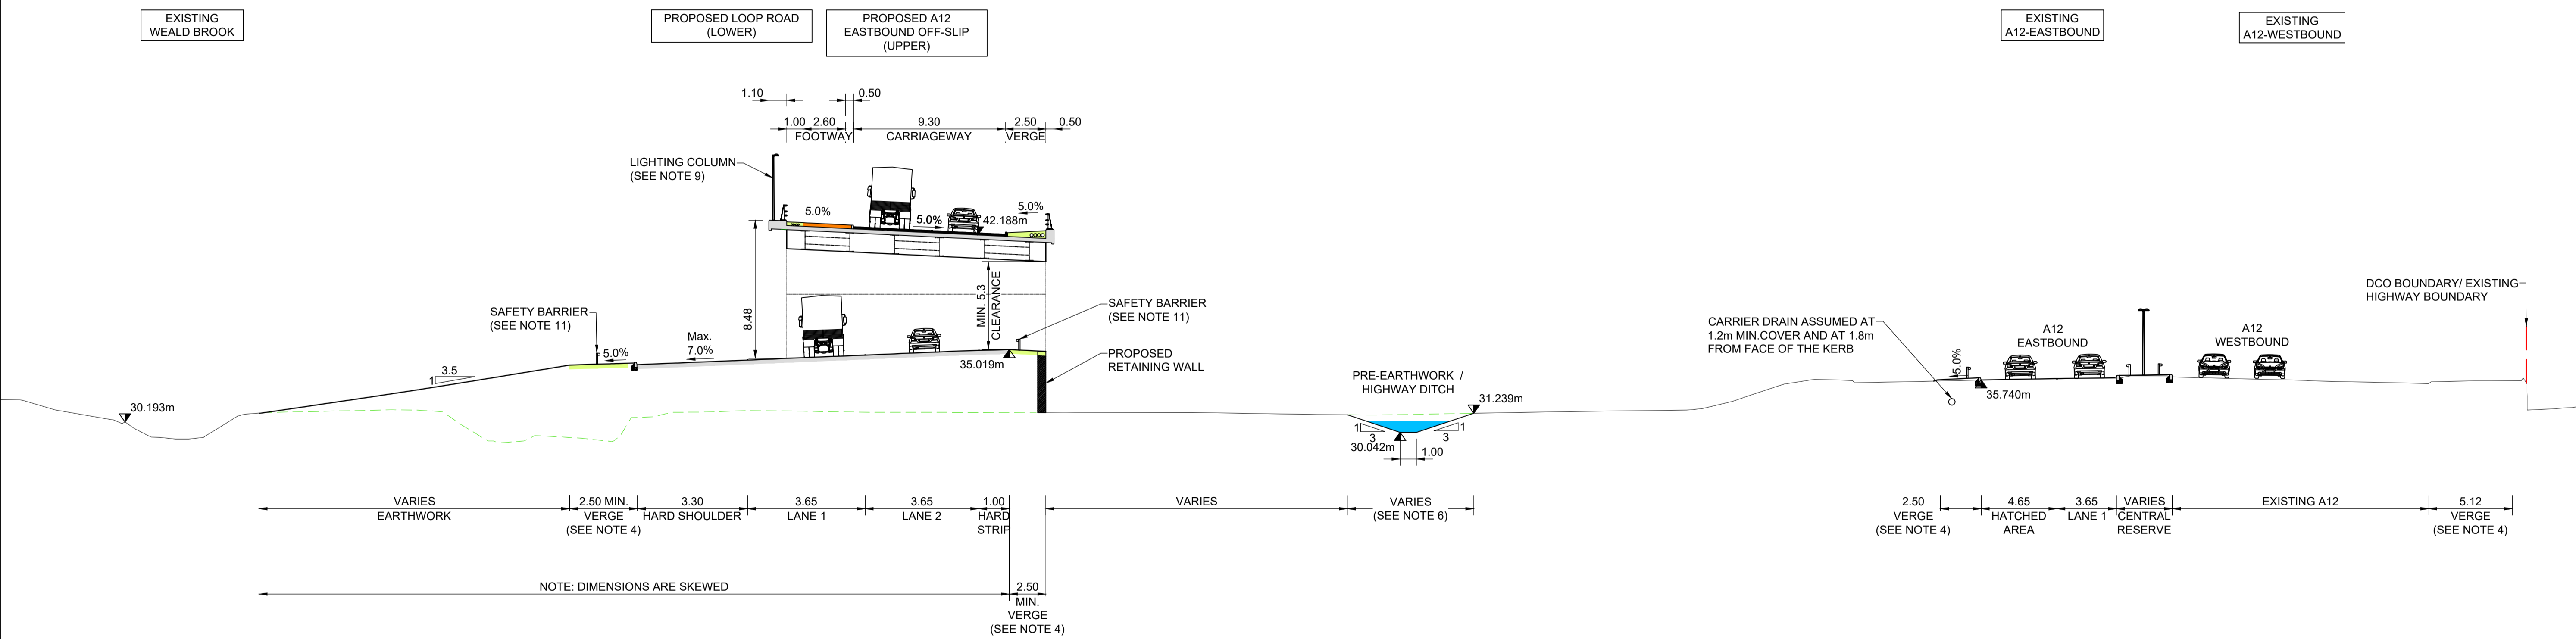 EXISTING
WEALD BROOK
PROPOSED LOOP ROAD
(LOWER)
PROPOSED A12
EASTBOUND OFF-SLIP
(UPPER)
EXISTING
A12-EASTBOUND
EXISTING
A12-WESTBOUND
1.10
0.50
1.00
2.60
9.30
2.50
0.50
FOOTWAY
CARRIAGEWAY
VERGE
LIGHTING COLUMN
(SEE NOTE 9)
5.0%
5.0%
5.0%
42.188m
8.48
MIN. 5.3
CLEARANCE
SAFETY BARRIER
(SEE NOTE 11)
5.0%
Max.
7.0%
35.019m
SAFETY BARRIER
(SEE NOTE 11)
PROPOSED
RETAINING WALL
1
3.5
30.193m
PRE-EARTHWORK /
HIGHWAY DITCH
31.239m
1
3
3
1
30.042m
1.00
CARRIER DRAIN ASSUMED AT
1.2m MIN.COVER AND AT 1.8m
FROM FACE OF THE KERB
5.0%
A12
EASTBOUND
A12
WESTBOUND
35.740m
DCO BOUNDARY/ EXISTING
HIGHWAY BOUNDARY
VARIES
EARTHWORK
2.50 MIN.
VERGE
(SEE NOTE 4)
3.30
HARD SHOULDER
3.65
LANE 1
3.65
LANE 2
1.00
HARD
STRIP
VARIES
VARIES
(SEE NOTE 6)
2.50
VERGE
(SEE NOTE 4)
4.65
HATCHED
AREA
3.65
LANE 1
VARIES
CENTRAL
RESERVE
EXISTING A12
5.12
VERGE
(SEE NOTE 4)
NOTE: DIMENSIONS ARE SKEWED
2.50
MIN.
VERGE
(SEE NOTE 4)